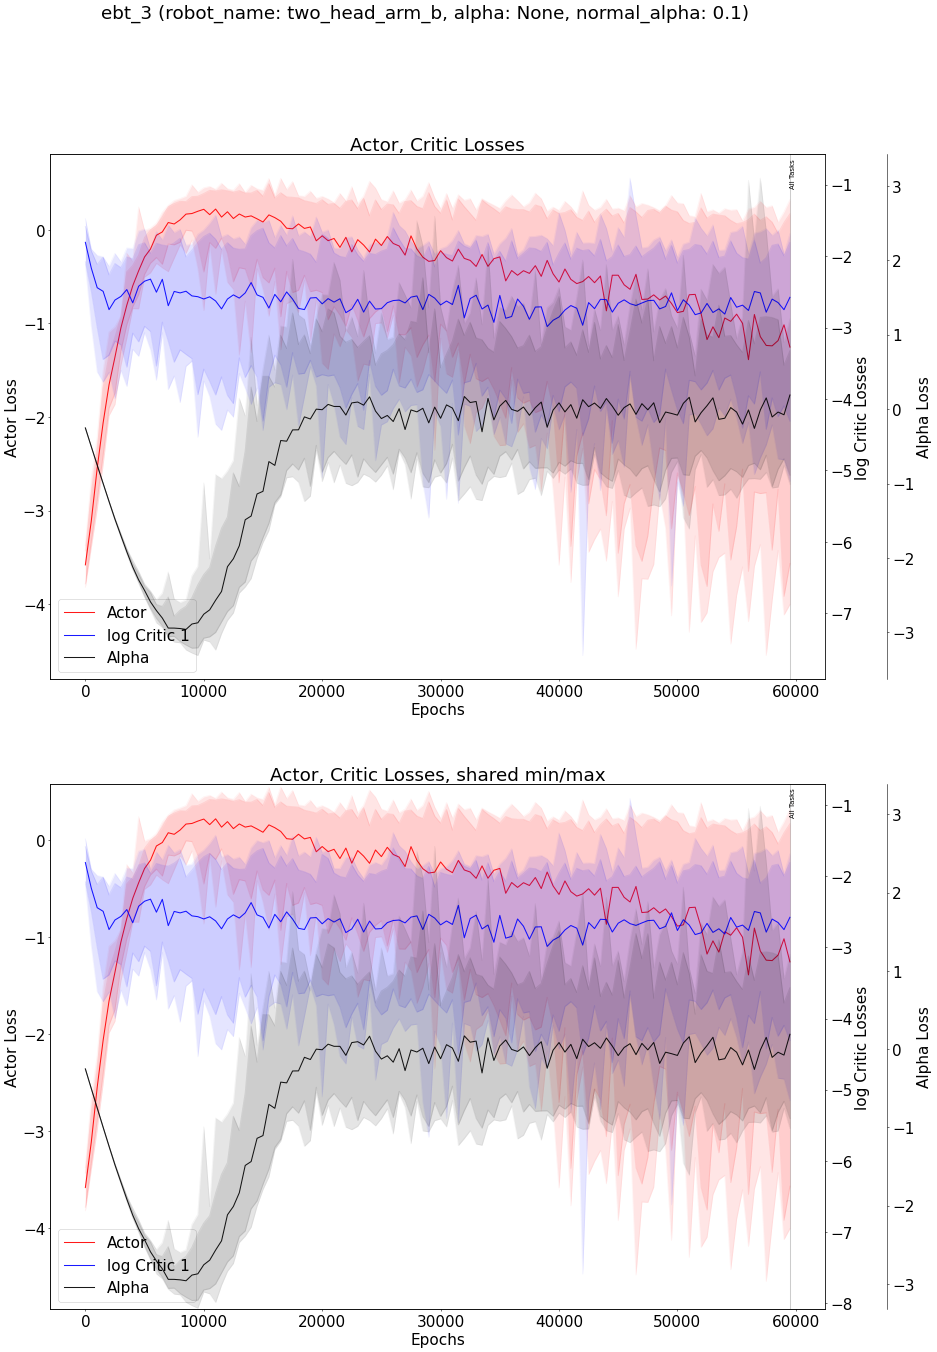 ebt_3 (robot_name: two_head_arm_b, alpha: None, normal_alpha: 0.1)
Actor, Critic Losses
All Tasks
0
−1
−2
−3
−4
Actor Loss
−1
−2
−3
−4
−5
−6
−7
log Critic Losses
3
2
1
0
−1
−2
−3
Alpha Loss
Actor
log Critic 1
Alpha
0 10000 20000 30000 40000 50000 60000
Epochs
Actor, Critic Losses, shared min/max
All Tasks
0
−1
−2
−3
−4
Actor Loss
−1
−2
−3
−4
−5
−6
−7
−8
log Critic Losses
3
2
1
0
−1
−2
−3
Alpha Loss
Actor
log Critic 1
Alpha
0 10000 20000 30000 40000 50000 60000
Epochs